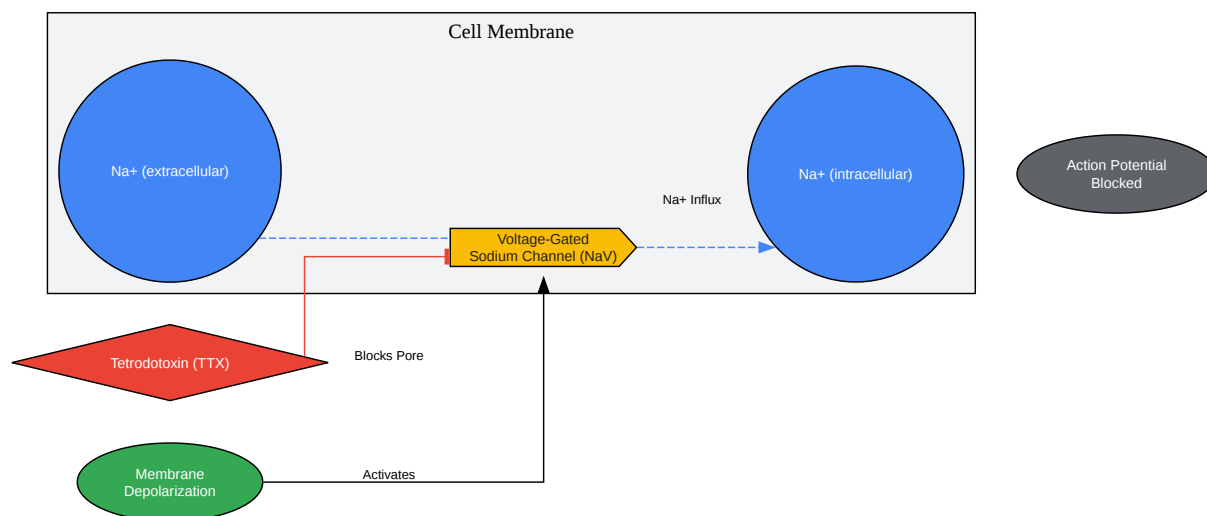 Cell Membrane
Na+ (extracellular)
Na+ (intracellular)
Action Potential
Blocked
Na+ Influx
Voltage-Gated
Sodium Channel (NaV)
Tetrodotoxin (TTX)
Blocks Pore
Membrane
Depolarization
Activates